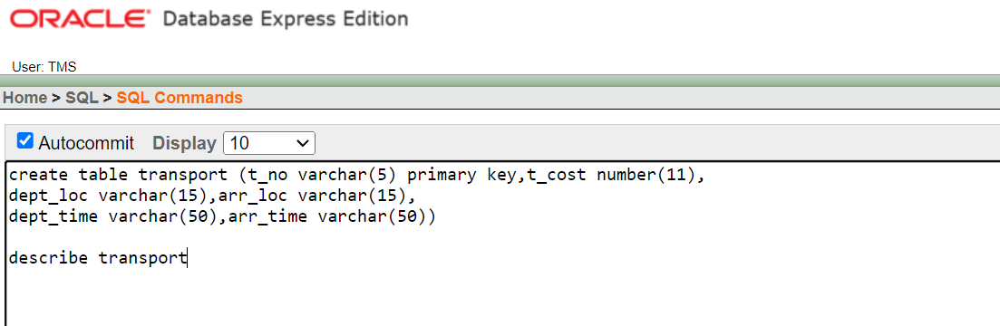 ORACLE® Database Express Edition
User: TMS
Home > SQL > SQL Commands
Autocommit Display 10
create table transport (t_no varchar(5) primary key,t_cost number(11),
dept_loc varchar(15),arr_loc varchar(15),
dept_time varchar(50),arr_time varchar(50))
describe transport